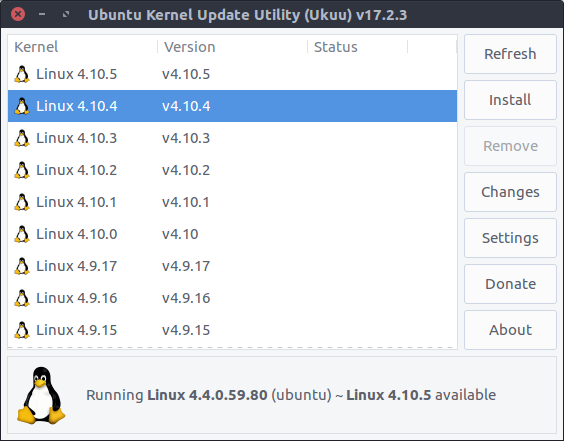 Ubuntu Kernel Update Utility (Ukuu) v17.2.3
Kernel Version Status
Linux 4.10.5 v4.10.5
Linux 4.10.4 v4.10.4
Linux 4.10.3 v4.10.3
Linux 4.10.2 v4.10.2
Linux 4.10.1 v4.10.1
Linux 4.10.0 v4.10
Linux 4.9.17 v4.9.17
Linux 4.9.16 v4.9.16
Linux 4.9.15 v4.9.15
Refresh
Install
Remove
Changes
Settings
Donate
About
Running Linux 4.4.0.59.80 (ubuntu) ~ Linux 4.10.5 available